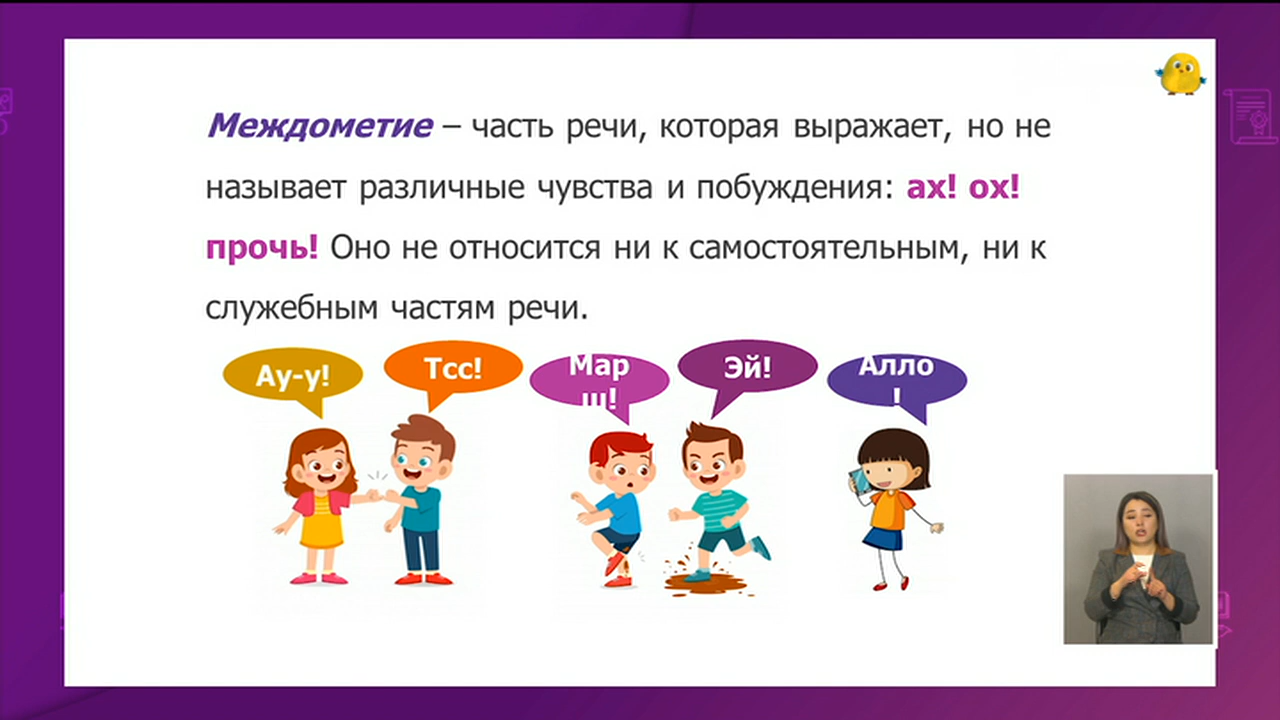 Междометие – часть речи, которая выражает, но не
называет различные чувства и побуждения: ах! ох!
прочь! Оно не относится ни к самостоятельным, ни к
служебным частям речи.
Ау-у!
Тсс!
Мар
ш!
Эй!
Алло
!